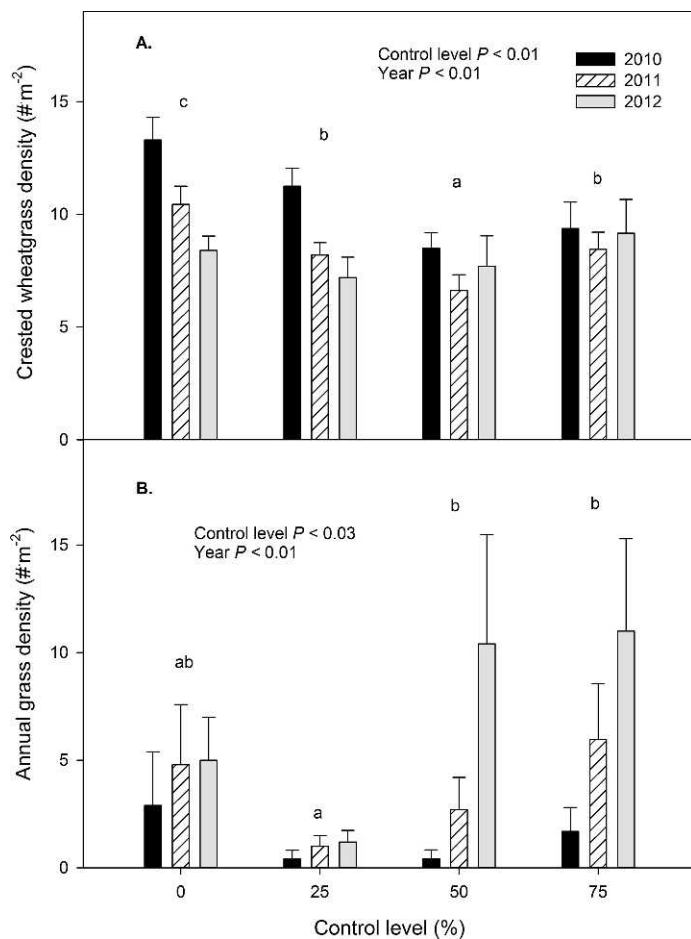 A.
Control level P < 0.01
Year P < 0.01
2010
2011
2012
Crested wheatgrass density (#·m⁻²)
15
10
5
0
c
b
a
b
B.
Control level P < 0.03
Year P < 0.01
Annual grass density (#·m⁻²)
15
10
5
0
ab
a
b
b
0
25
50
75
Control level (%)